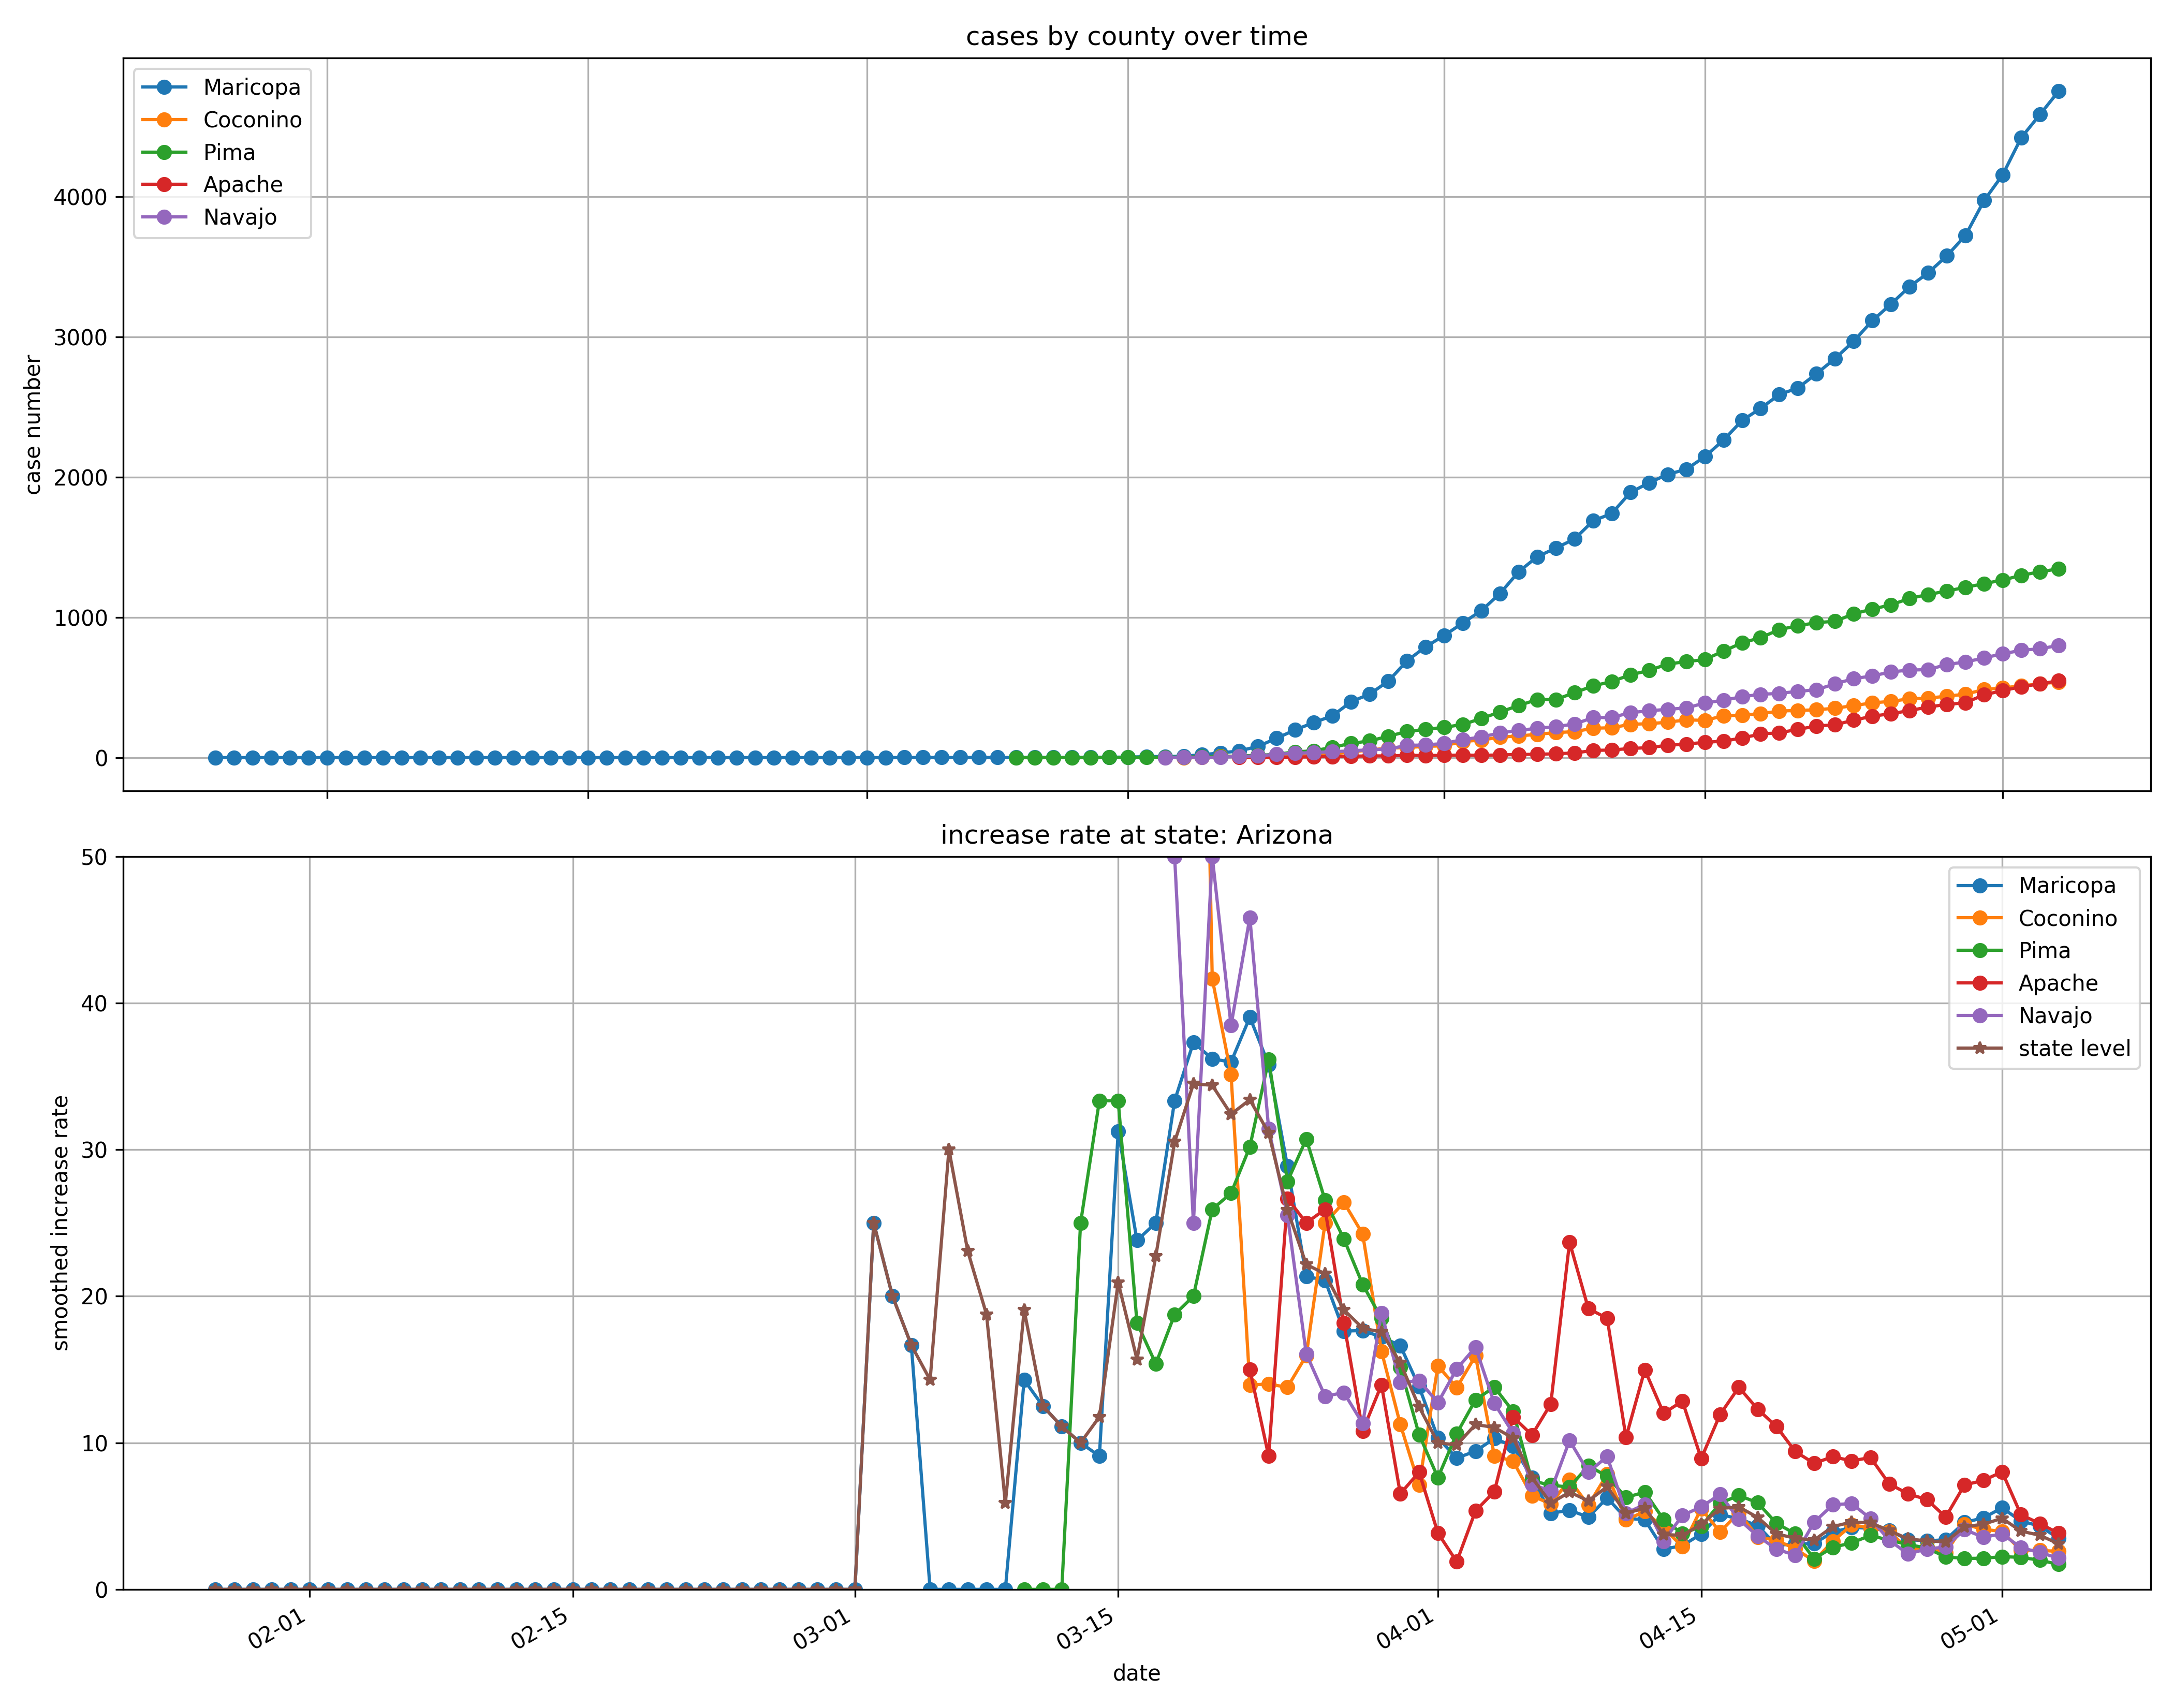 cases by county over time
Maricopa
Coconino
Pima
Apache
Navajo
case number
4000
3000
2000
1000
0
increase rate at state: Arizona
Maricopa
Coconino
Pima
Apache
Navajo
state level
smoothed increase rate
50
40
30
20
10
0
02-01
02-15
03-01
03-15
04-01
04-15
05-01
date